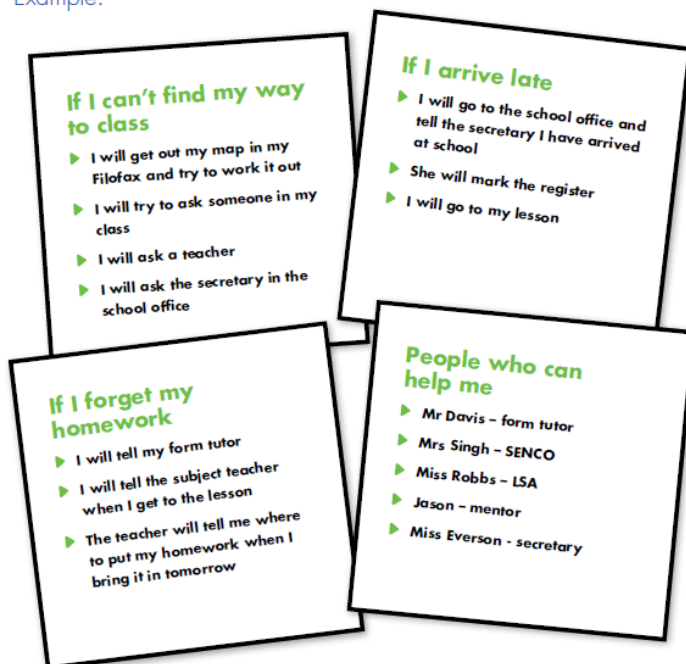 Example:
If I can't find my way
to class
I will get out my map in my
Filofax and try to work it out
I will try to ask someone in my
class
I will ask a teacher
I will ask the secretary in the
school office
If I arrive late
I will go to the school office and
tell the secretary I have arrived
at school
She will mark the register
I will go to my lesson
If I forget my
homework
I will tell my form tutor
I will tell the subject teacher
when I get to the lesson
The teacher will tell me where
to put my homework when I
bring it in tomorrow
People who can
help me
Mr Davis – form tutor
Mrs Singh – SENCO
Miss Robbs – LSA
Jason – mentor
Miss Everson - secretary